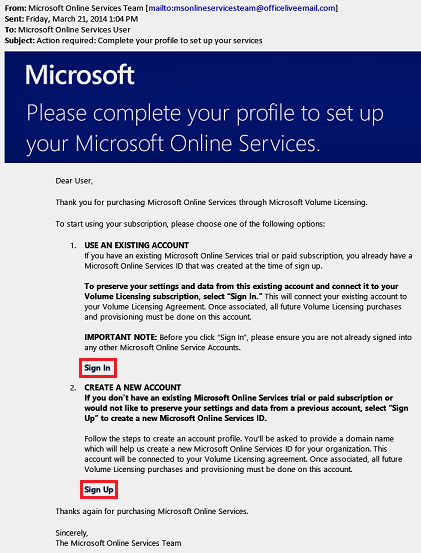 From: Microsoft Online Services Team [mailto:msonlineservicesteam@officeliveemail.com]
Sent: Friday, March 21, 2014 1:04 PM
To: Microsoft Online Services User
Subject: Action required: Complete your profile to set up your services
Microsoft
Please complete your profile to set up
your Microsoft Online Services.
Dear User,
Thank you for purchasing Microsoft Online Services through Microsoft Volume Licensing.
To start using your subscription, please choose one of the following options:
1. USE AN EXISTING ACCOUNT
If you have an existing Microsoft Online Services trial or paid subscription, you already have a
Microsoft Online Services ID that was created at the time of sign up.
To preserve your settings and data from this existing account and connect it to your
Volume Licensing subscription, select "Sign In." This will connect your existing account to
your Volume Licensing Agreement. Once associated, all future Volume Licensing purchases
and provisioning must be done on this account.
IMPORTANT NOTE: Before you click "Sign In", please ensure you are not already signed into
any other Microsoft Online Service Accounts.
Sign In
2. CREATE A NEW ACCOUNT
If you don't have an existing Microsoft Online Services trial or paid subscription or
would not like to preserve your settings and data from a previous account, select "Sign
Up" to create a new Microsoft Online Services ID.
Follow the steps to create an account profile. You'll be asked to provide a domain name
which will help us create a new Microsoft Online Services ID for your organization. This
account will be connected to your Volume Licensing agreement. Once associated, all future
Volume Licensing purchases and provisioning must be done on this account.
Sign Up
Thanks again for purchasing Microsoft Online Services.
Sincerely,
The Microsoft Online Services Team